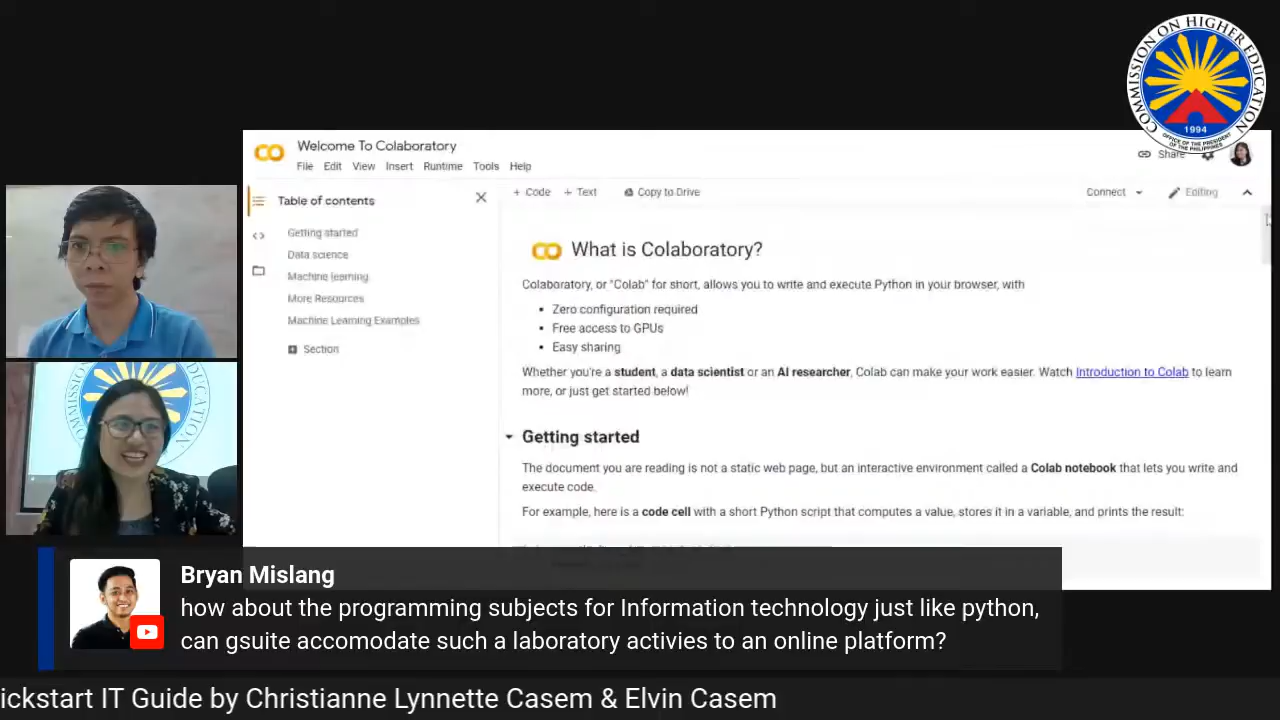 COMMISSION ON HIGHER EDUCATION
1994
OFFICE OF THE PRESIDENT
OF THE PHILIPPINES
Welcome To Colaboratory
File Edit View Insert Runtime Tools Help
Share
Table of contents
Getting started
Data science
Machine learning
More Resources
Machine Learning Examples
Section
+ Code + Text Copy to Drive
Connect Editing
What is Colaboratory?
Colaboratory, or "Colab" for short, allows you to write and execute Python in your browser, with
• Zero configuration required
• Free access to GPUs
• Easy sharing
Whether you're a student, a data scientist or an AI researcher, Colab can make your work easier. Watch Introduction to Colab to learn
more, or just get started below!
Getting started
The document you are reading is not a static web page, but an interactive environment called a Colab notebook that lets you write and
execute code.
For example, here is a code cell with a short Python script that computes a value, stores it in a variable, and prints the result:
EDUCATION
Bryan Mislang
how about the programming subjects for Information technology just like python,
can gsuite accomodate such a laboratory activies to an online platform?
ickstart IT Guide by Christianne Lynnette Casem & Elvin Casem